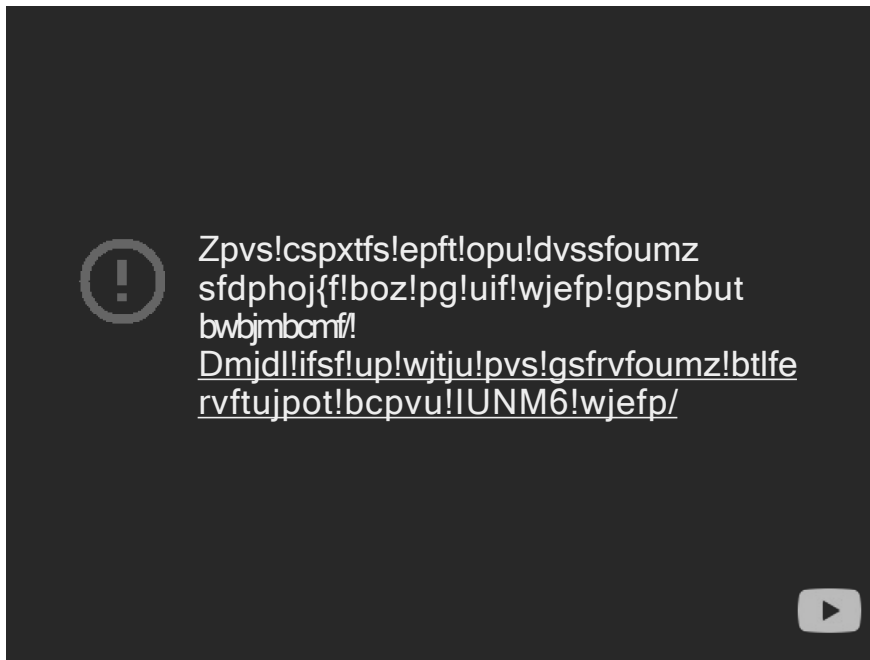 Zpvs!cspxtfs!epft!opu!dvssfoumz
sfdphoj{f!boz!pg!uif!wjefp!gpsnbut
bwbjmbcmf/!
Dmjdl!ifsf!up!wjtju!pvs!gsfrvfoumz!btlfe
rvftujpot!bcpvu!IUNM6!wjefp/